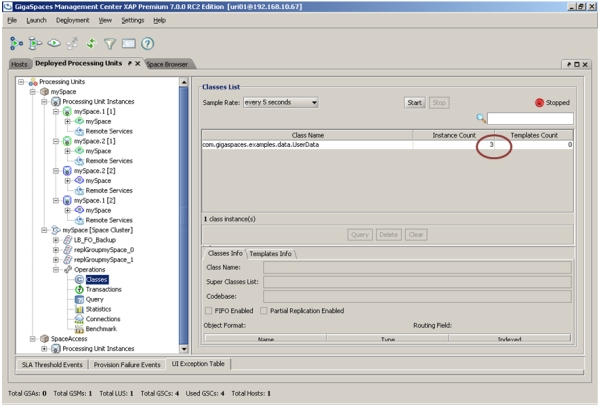 GigaSpaces Management Center XAP Premium 7.0.0 RC2 Edition [uri01@192.168.10.67]
File Launch Deployment View Settings Help
Hosts Deployed Processing Units Space Browser
Processing Units
mySpace
Processing Unit Instances
mySpace.1 [1]
mySpace
Remote Services
mySpace.2 [1]
mySpace
Remote Services
mySpace.2 [2]
mySpace
Remote Services
mySpace.1 [2]
mySpace
Remote Services
mySpace [Space Cluster]
LB_FO_Backup
replGroupmySpace_0
replGroupmySpace_1
Operations
Classes
Transactions
Query
Statistics
Connections
Benchmark
SpaceAccess
Processing Unit Instances
Classes List
Sample Rate: every 5 seconds Start Stop Stopped
Class Name Instance Count Templates Count
com.gigaspaces.examples.data.UserData 3 0
1 class instance(s)
Query Delete Clear
Classes Info Templates Info
Class Name:
Super Classes List:
Codebase:
FIFO Enabled Partial Replication Enabled
Object Format: Routing Field:
Name Type Indexed
SLA Threshold Events Provision Failure Events UI Exception Table
Total GSAs: 0 Total GSMs: 1 Total LUS: 1 Total GSCs: 4 Used GSCs: 4 Total Hosts: 1